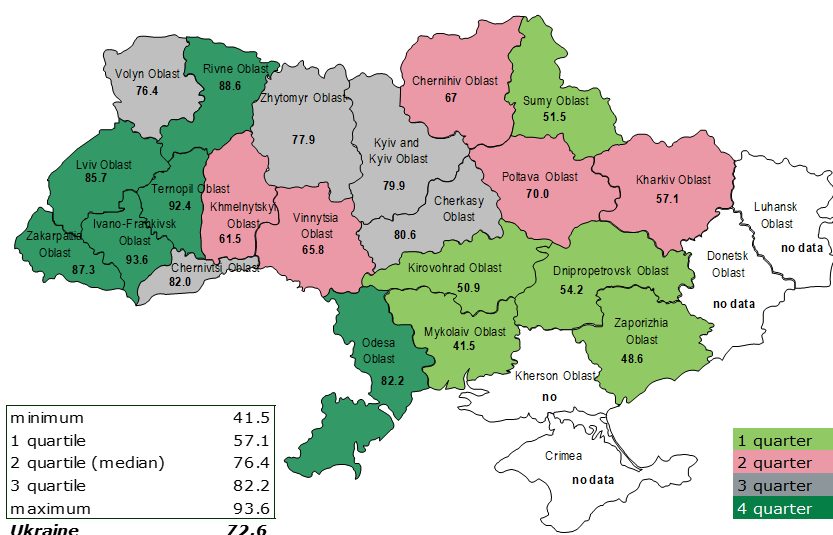 Volyn Oblast
76.4
Rivne Oblast
88.6
Zhytomyr Oblast
77.9
Chernihiv Oblast
67
Sumy Oblast
51.5
Kyiv and
Kyiv Oblast
79.9
Lviv Oblast
85.7
Ternopil Oblast
92.4
Khmelnytskyi
Oblast
61.5
Vinnytsia
Oblast
65.8
Cherkasy
Oblast
80.6
Poltava Oblast
70.0
Kharkiv Oblast
57.1
Luhansk
Oblast
no data
Zakarpattia
Oblast
87.3
Ivano-Frankivsk
Oblast
93.6
Chernivtsi Oblast
82.0
Kirovohrad Oblast
50.9
Dnipropetrovsk Oblast
54.2
Donetsk
Oblast
no data
Odesa
Oblast
82.2
Mykolaiv Oblast
41.5
Zaporizhia
Oblast
48.6
Kherson Oblast
no
Crimea
no data
minimum 41.5
1 quartile 57.1
2 quartile (median) 76.4
3 quartile 82.2
maximum 93.6
Ukraine 72.6
1 quarter
2 quarter
3 quarter
4 quarter